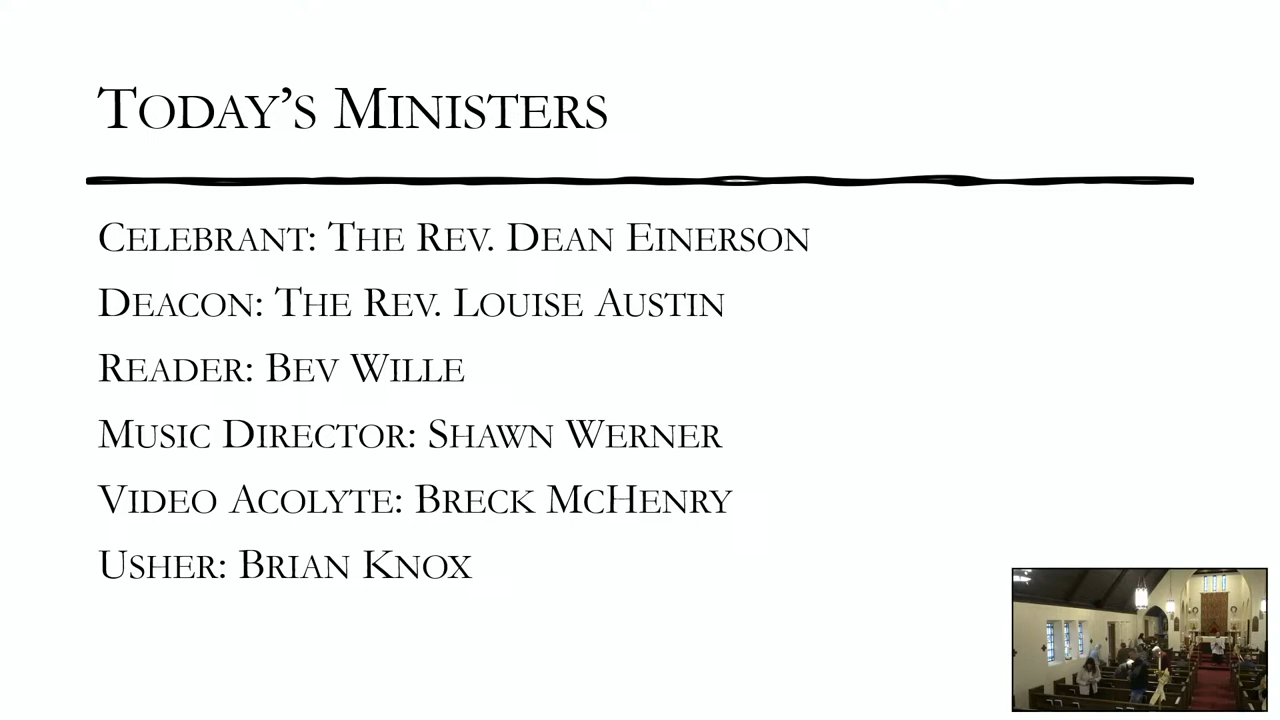 Today's Ministers
Celebrant: The Rev. Dean Einerson
Deacon: The Rev. Louise Austin
Reader: Bev Wille
Music Director: Shawn Werner
Video Acolyte: Breck McHenry
Usher: Brian Knox